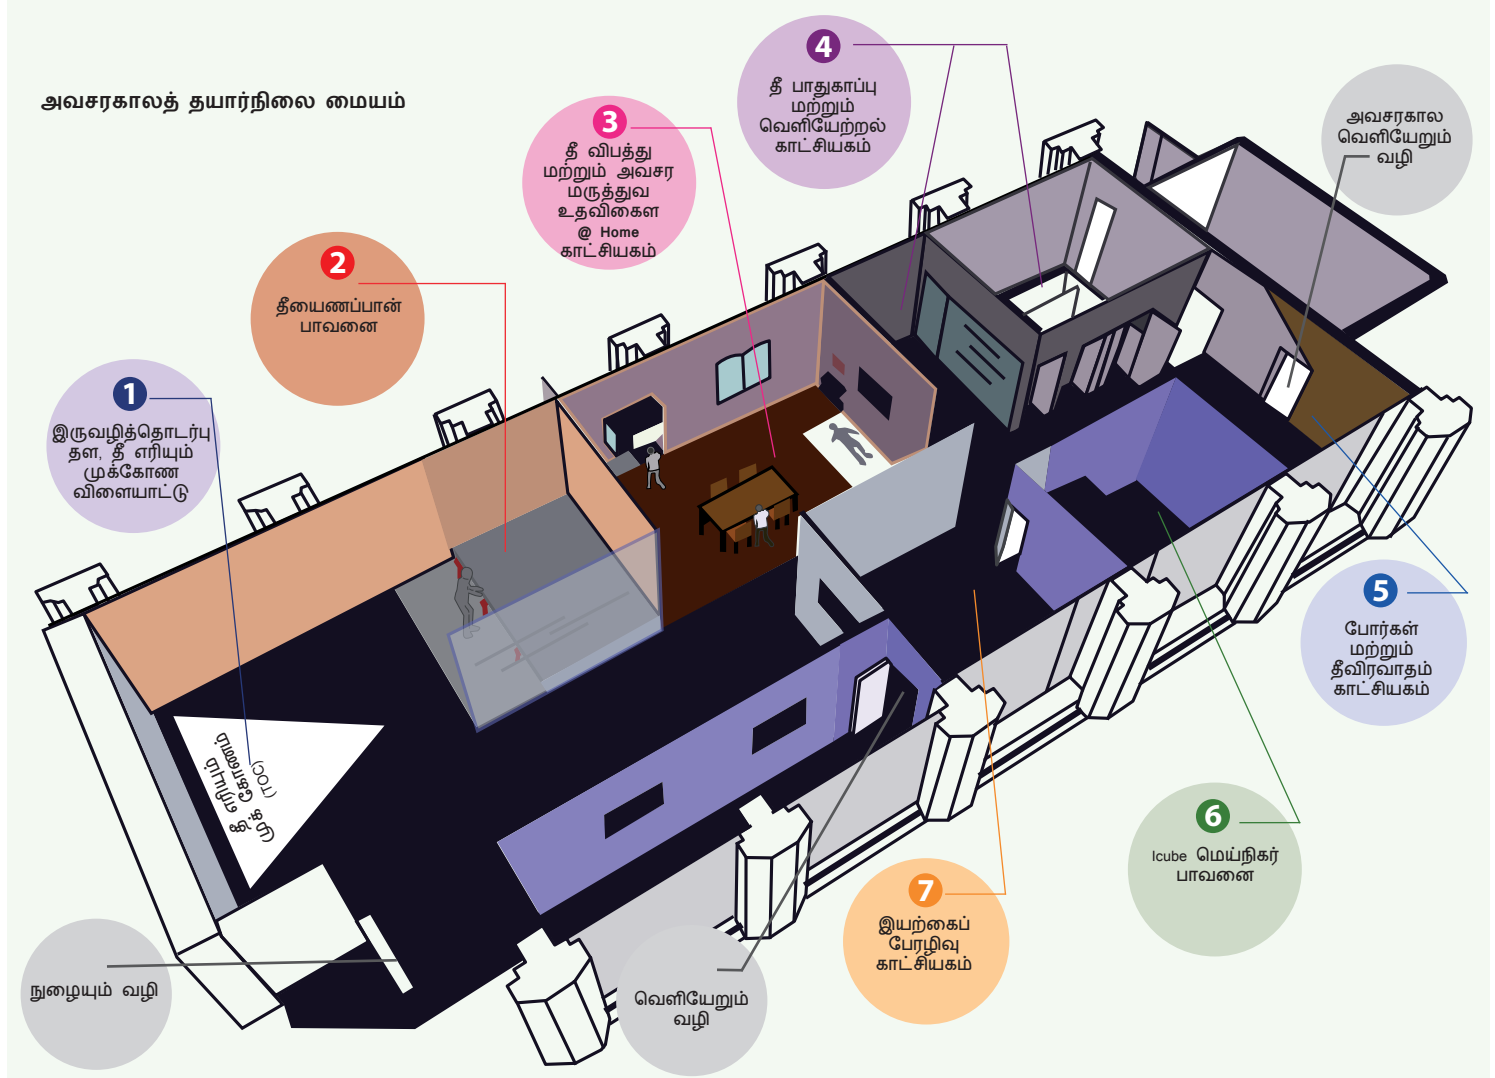 அவசரகாலத் தயார்நிலை மையம்
1
இருவழித்தொடர்பு
தள, தீ எரியும்
முக்கோண
விளையாட்டு
2
தீயைணப்பான்
பாவனை
3
தீ விபத்து
மற்றும் அவசர
மருத்துவ
உதவிகைள
@ Home
காட்சியகம்
4
தீ பாதுகாப்பு
மற்றும்
வெளியேற்றல்
காட்சியகம்
அவசரகால
வெளியேறும்
வழி
5
போர்கள்
மற்றும்
தீவிரவாதம்
காட்சியகம்
6
Icube மெய்நிகர்
பாவனை
7
இயற்கைப்
பேரழிவு
காட்சியகம்
வெளியேறும்
வழி
நுழையும் வழி
தீ எரியும்
முக் கோணம்
(TOC)